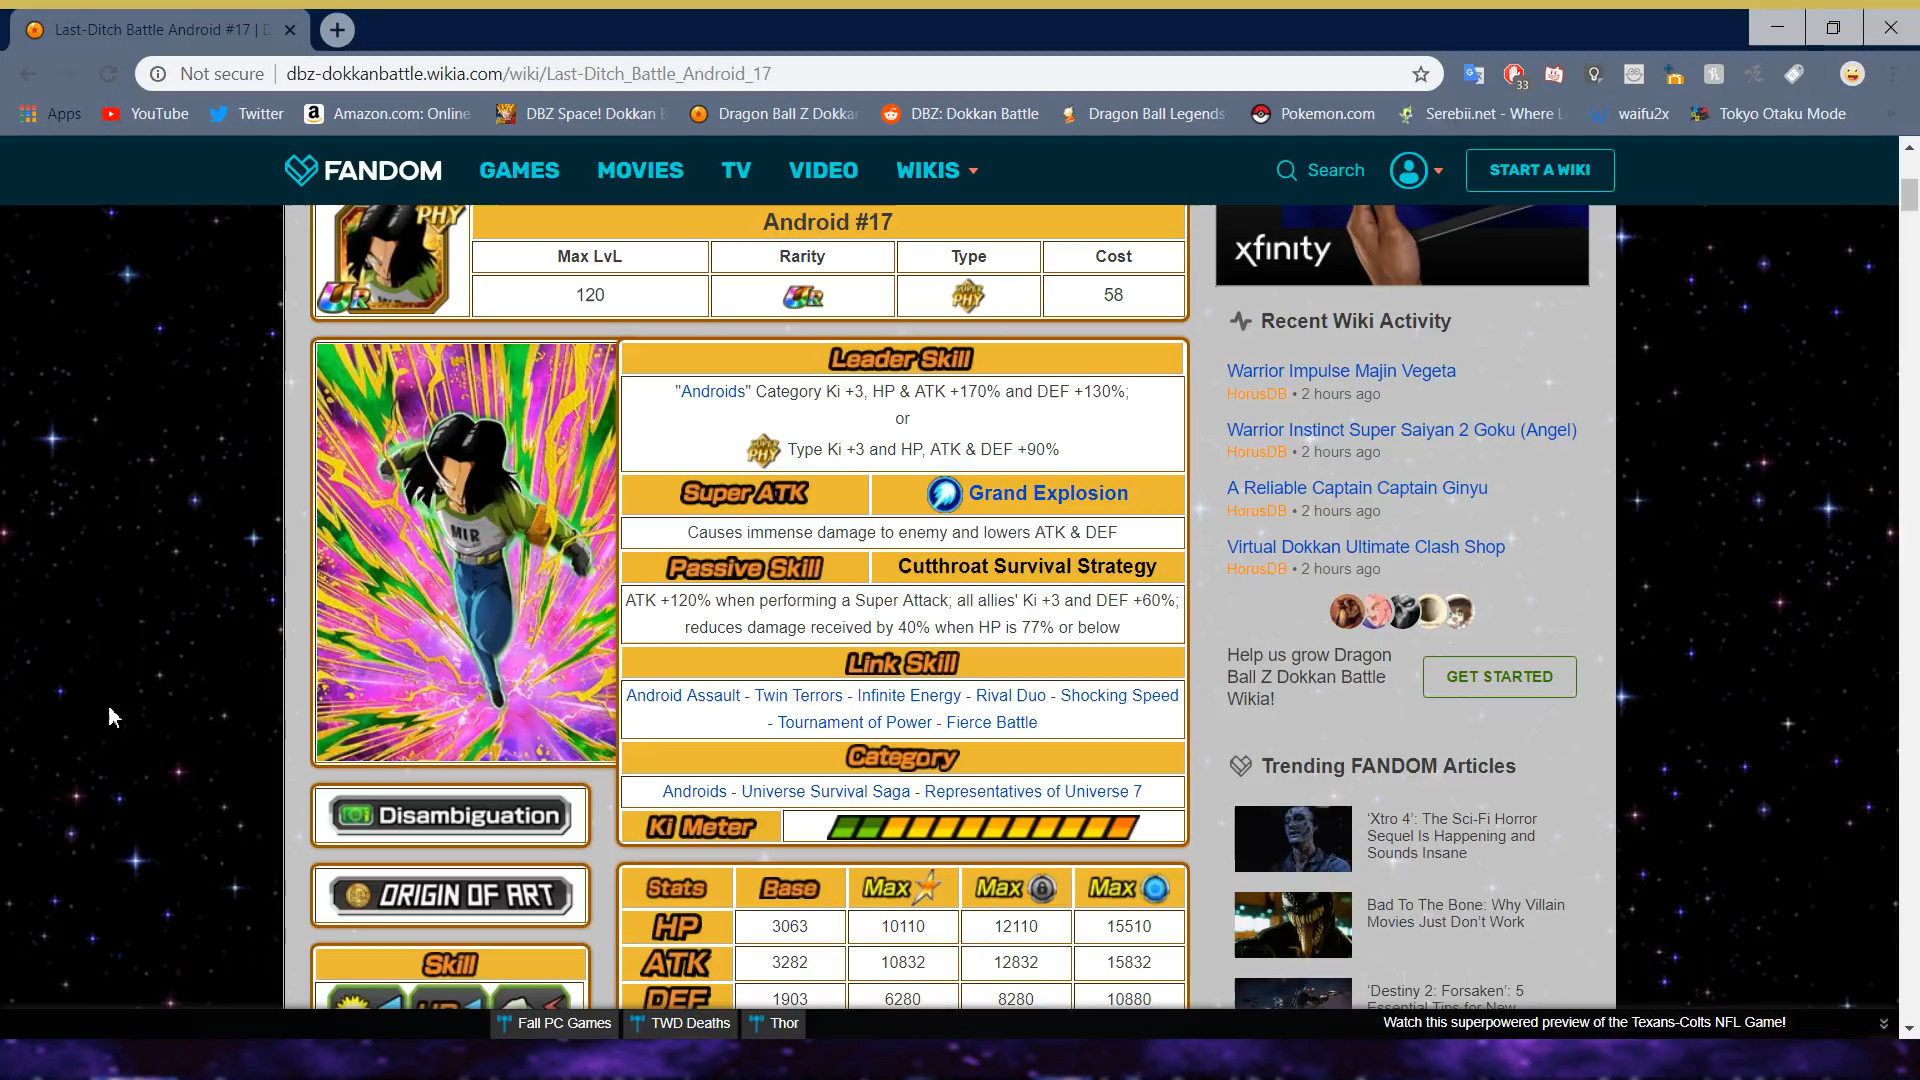 Last-Ditch Battle Android #17 | D
Not secure
dbz-dokkanbattle.wikia.com/wiki/Last-Ditch_Battle_Android_17
33
Apps
YouTube
Twitter
Amazon.com: Online
DBZ Space! Dokkan B
Dragon Ball Z Dokkan
DBZ: Dokkan Battle
Dragon Ball Legends
Pokemon.com
Serebii.net - Where L
waifu2x
Tokyo Otaku Mode
FANDOM
GAMES
MOVIES
TV
VIDEO
WIKIS
Search
START A WIKI
PHY
UR
Android #17
Max LvL
Rarity
Type
Cost
120
UR
SUPER PHY
58
xfinity
Leader Skill
"Androids" Category Ki +3, HP & ATK +170% and DEF +130%;
or
SUPER PHY Type Ki +3 and HP, ATK & DEF +90%
Super ATK
Grand Explosion
Causes immense damage to enemy and lowers ATK & DEF
Passive Skill
Cutthroat Survival Strategy
ATK +120% when performing a Super Attack; all allies' Ki +3 and DEF +60%;
reduces damage received by 40% when HP is 77% or below
Link Skill
Android Assault - Twin Terrors - Infinite Energy - Rival Duo - Shocking Speed
- Tournament of Power - Fierce Battle
Category
Androids - Universe Survival Saga - Representatives of Universe 7
Ki Meter
MIR
Disambiguation
ORIGIN OF ART
Skill
Stats
Base
Max
Max
Max
HP
3063
10110
12110
15510
ATK
3282
10832
12832
15832
DEF
1903
6280
8280
10880
Recent Wiki Activity
Warrior Impulse Majin Vegeta
HorusDB • 2 hours ago
Warrior Instinct Super Saiyan 2 Goku (Angel)
HorusDB • 2 hours ago
A Reliable Captain Captain Ginyu
HorusDB • 2 hours ago
Virtual Dokkan Ultimate Clash Shop
HorusDB • 2 hours ago
Help us grow Dragon
Ball Z Dokkan Battle
Wikia!
GET STARTED
Trending FANDOM Articles
'Xtro 4': The Sci-Fi Horror
Sequel Is Happening and
Sounds Insane
Bad To The Bone: Why Villain
Movies Just Don't Work
'Destiny 2: Forsaken': 5
Essential Tips for New
Fall PC Games
TWD Deaths
Thor
Watch this superpowered preview of the Texans-Colts NFL Game!